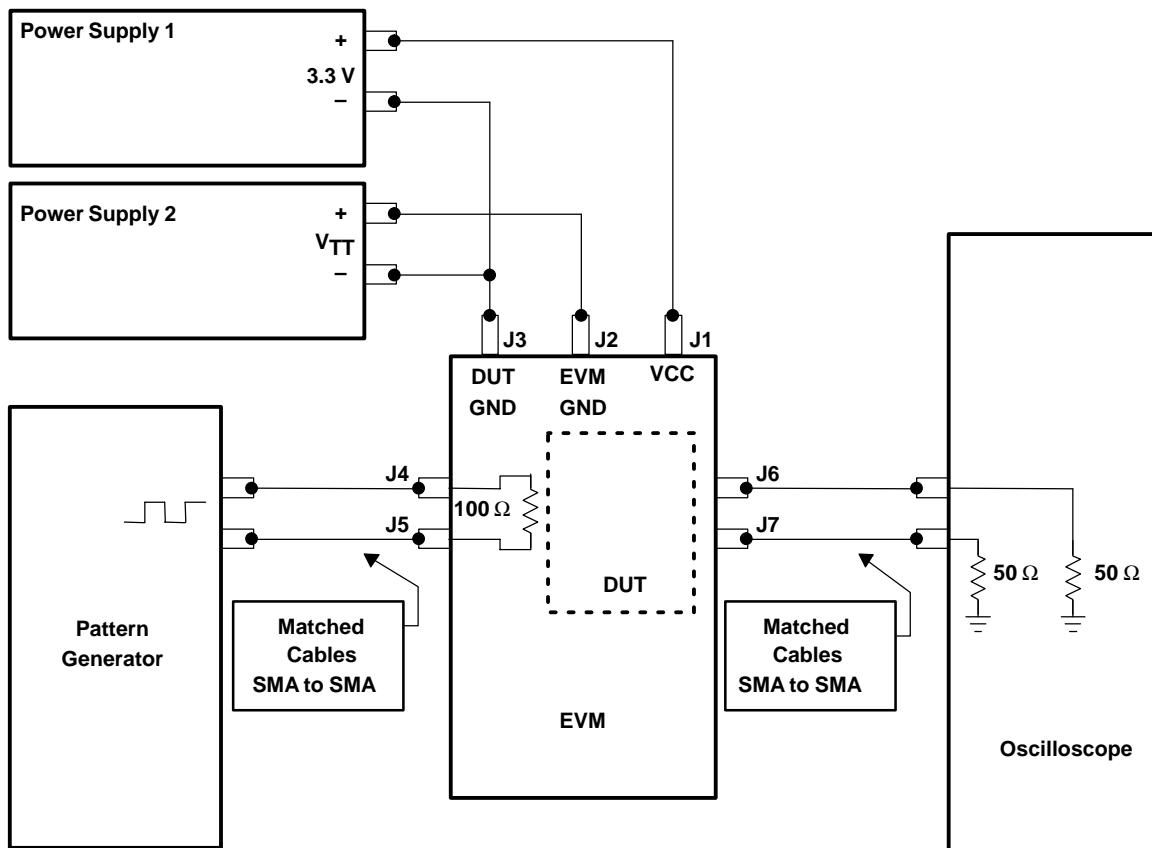 Power Supply 1
+
3.3 V
–
Power Supply 2
+
VTT
–
J3
J2
J1
DUT
GND
EVM
GND
VCC
J4
100 Ω
J5
DUT
EVM
J6
J7
50 Ω
50 Ω
Pattern
Generator
Matched
Cables
SMA to SMA
Matched
Cables
SMA to SMA
Oscilloscope